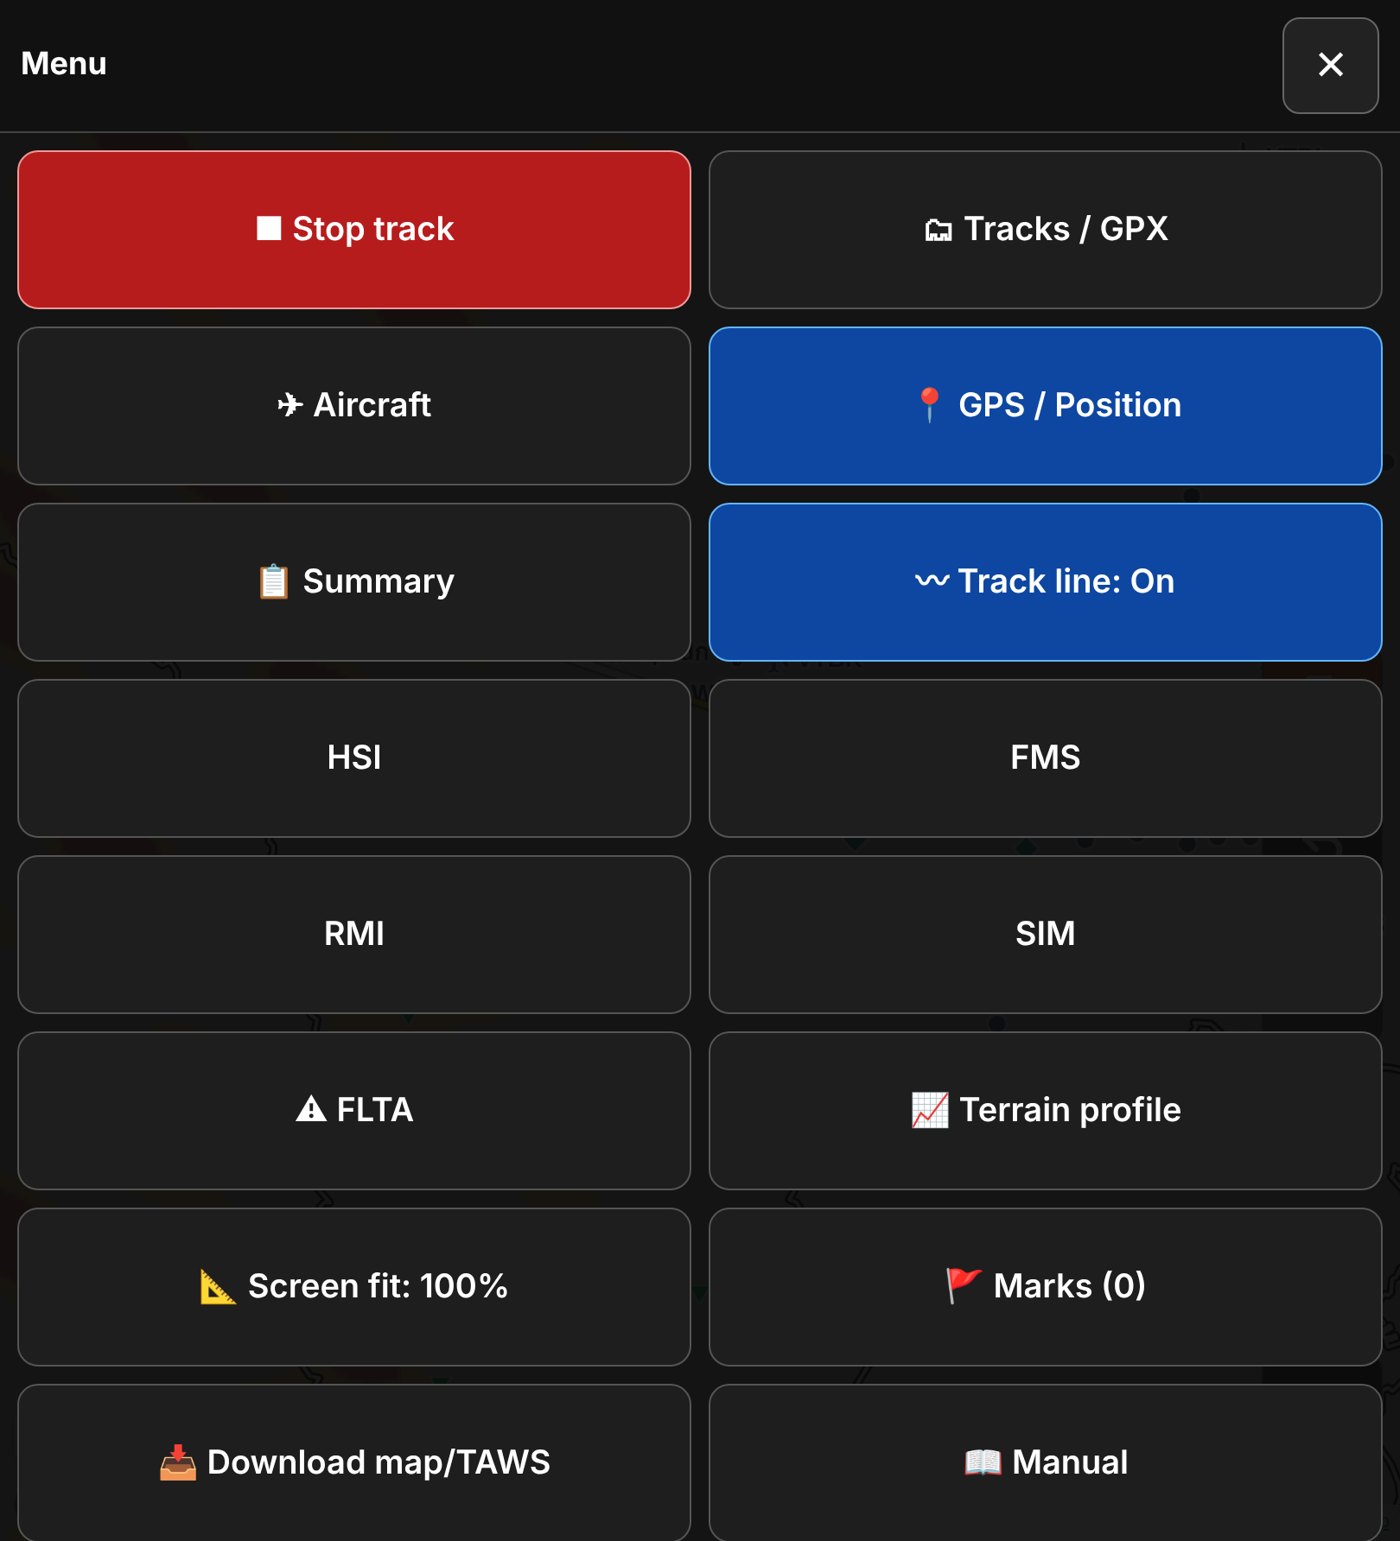 Menu
Stop track
Tracks / GPX
Aircraft
GPS / Position
Summary
Track line: On
HSI
FMS
RMI
SIM
FLTA
Terrain profile
Screen fit: 100%
Marks (0)
Download map/TAWS
Manual